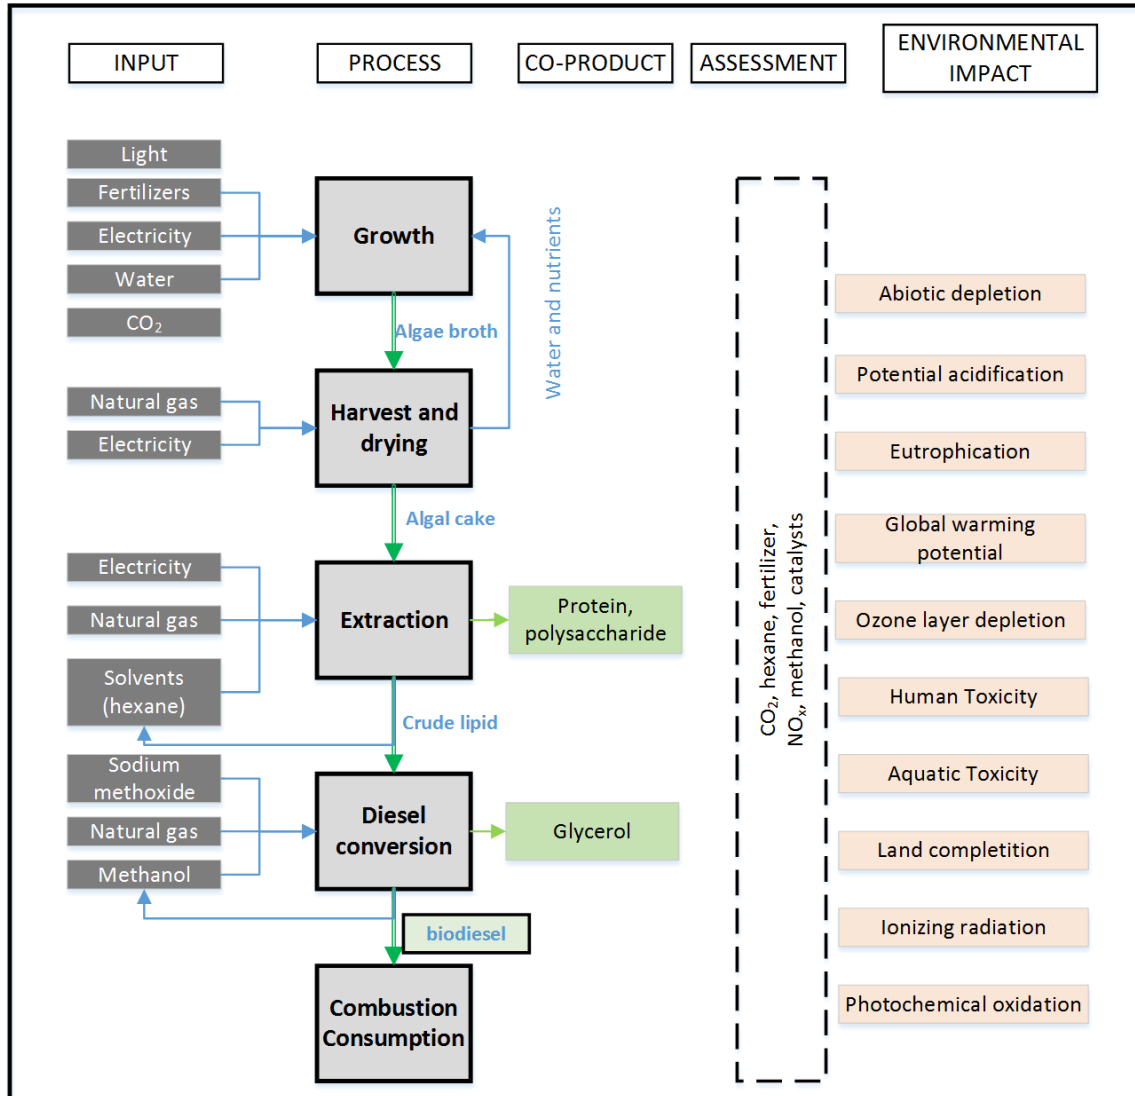 INPUT
PROCESS
CO-PRODUCT
ASSESSMENT
ENVIRONMENTAL
IMPACT
Light
Fertilizers
Electricity
Water
CO₂
Growth
Water and nutrients
Algae broth
Natural gas
Electricity
Harvest and
drying
Algal cake
Electricity
Natural gas
Solvents
(hexane)
Extraction
Protein,
polysaccharide
Crude lipid
Sodium
methoxide
Natural gas
Methanol
Diesel
conversion
Glycerol
biodiesel
Combustion
Consumption
CO₂, hexane, fertilizer,
NOₓ, methanol, catalysts
Abiotic depletion
Potential acidification
Eutrophication
Global warming
potential
Ozone layer depletion
Human Toxicity
Aquatic Toxicity
Land completition
Ionizing radiation
Photochemical oxidation